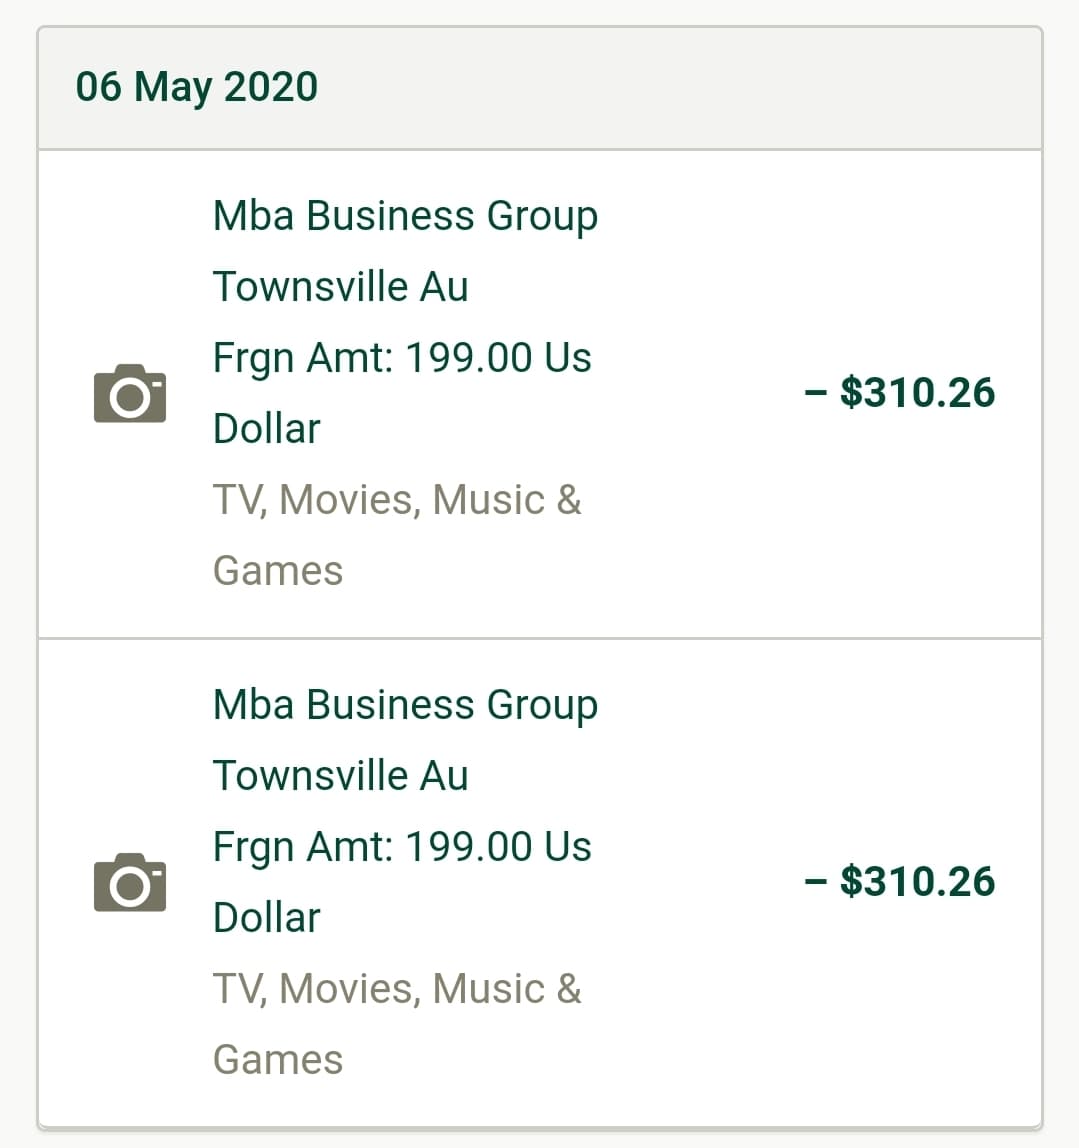 06 May 2020
Mba Business Group
Townsville Au
Frgn Amt: 199.00 Us
Dollar
– $310.26
TV, Movies, Music &
Games
Mba Business Group
Townsville Au
Frgn Amt: 199.00 Us
Dollar
– $310.26
TV, Movies, Music &
Games